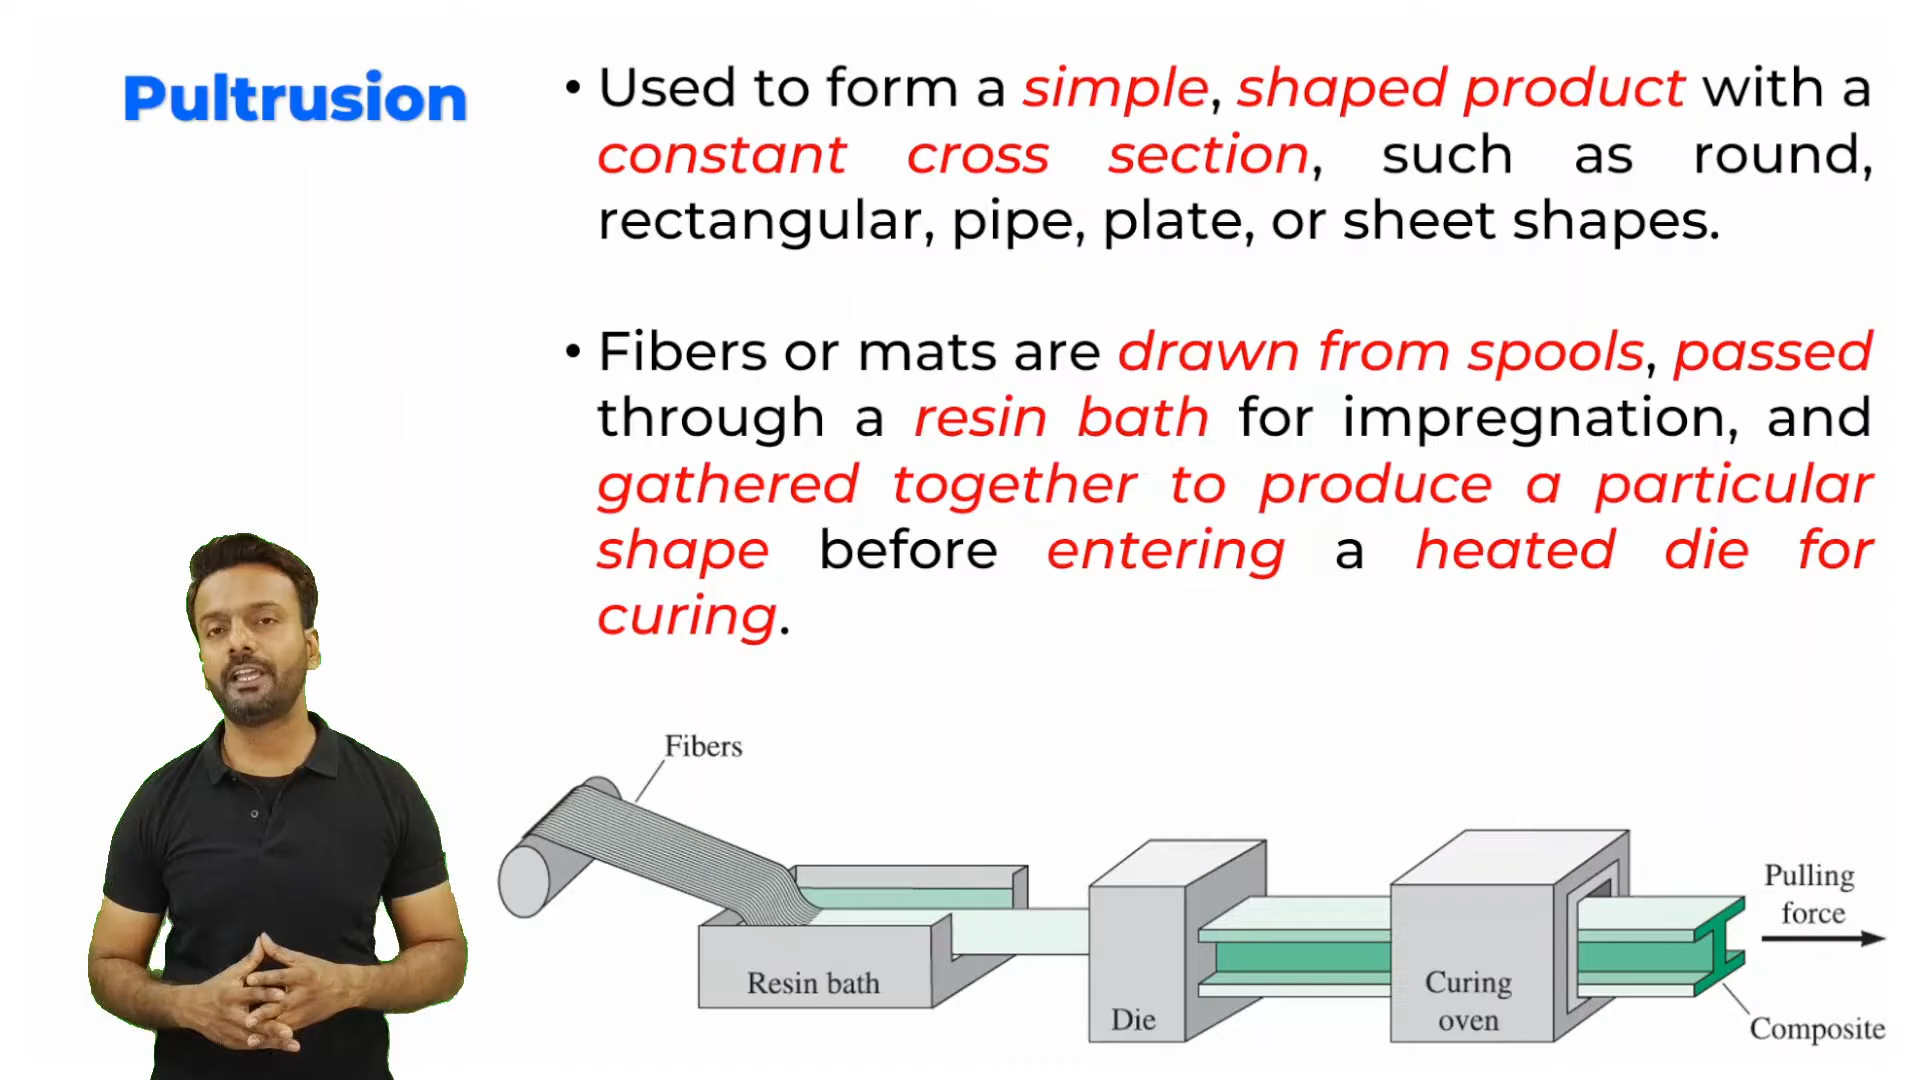 Pultrusion
• Used to form a simple, shaped product with a
constant cross section, such as round,
rectangular, pipe, plate, or sheet shapes.
• Fibers or mats are drawn from spools, passed
through a resin bath for impregnation, and
gathered together to produce a particular
shape before entering a heated die for
curing.
Fibers
Resin bath
Die
Curing
oven
Pulling
force
Composite